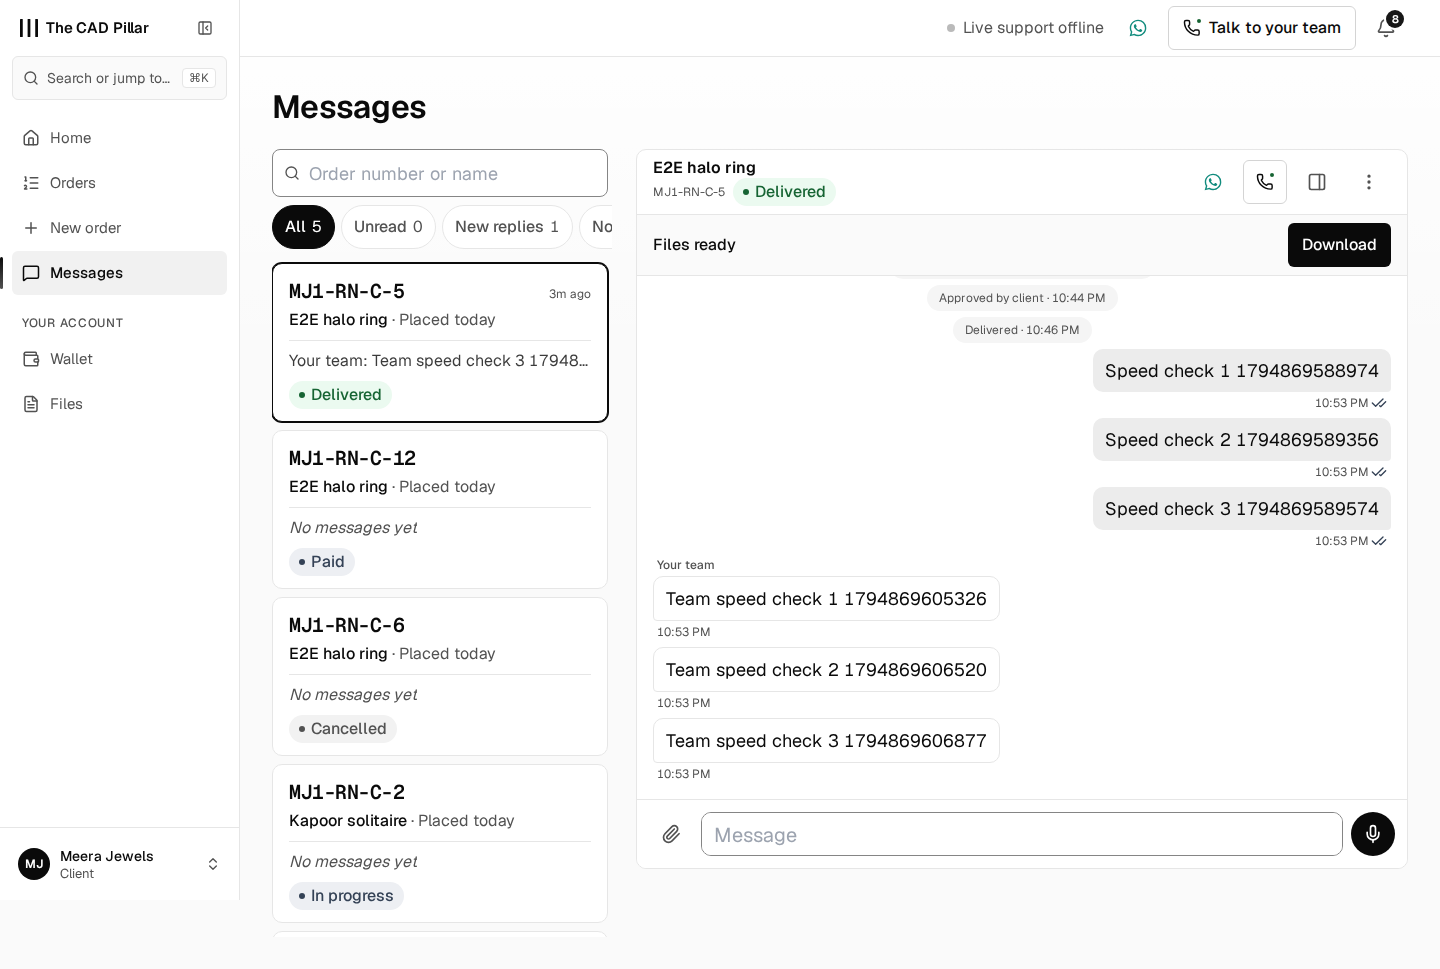 The CAD Pillar
Search or jump to...
⌘K
Home
Orders
New order
Messages
YOUR ACCOUNT
Wallet
Files
MJ
Meera Jewels
Client
Live support offline
Talk to your team
8
Messages
Order number or name
All 5
Unread 0
New replies 1
No
MJ1-RN-C-5
3m ago
E2E halo ring · Placed today
Your team: Team speed check 3 17948...
Delivered
MJ1-RN-C-12
E2E halo ring · Placed today
No messages yet
Paid
MJ1-RN-C-6
E2E halo ring · Placed today
No messages yet
Cancelled
MJ1-RN-C-2
Kapoor solitaire · Placed today
No messages yet
In progress
E2E halo ring
MJ1-RN-C-5
Delivered
Files ready
Download
Approved by client · 10:44 PM
Delivered · 10:46 PM
Speed check 1 1794869588974
10:53 PM
Speed check 2 1794869589356
10:53 PM
Speed check 3 1794869589574
10:53 PM
Your team
Team speed check 1 1794869605326
10:53 PM
Team speed check 2 1794869606520
10:53 PM
Team speed check 3 1794869606877
10:53 PM
Message